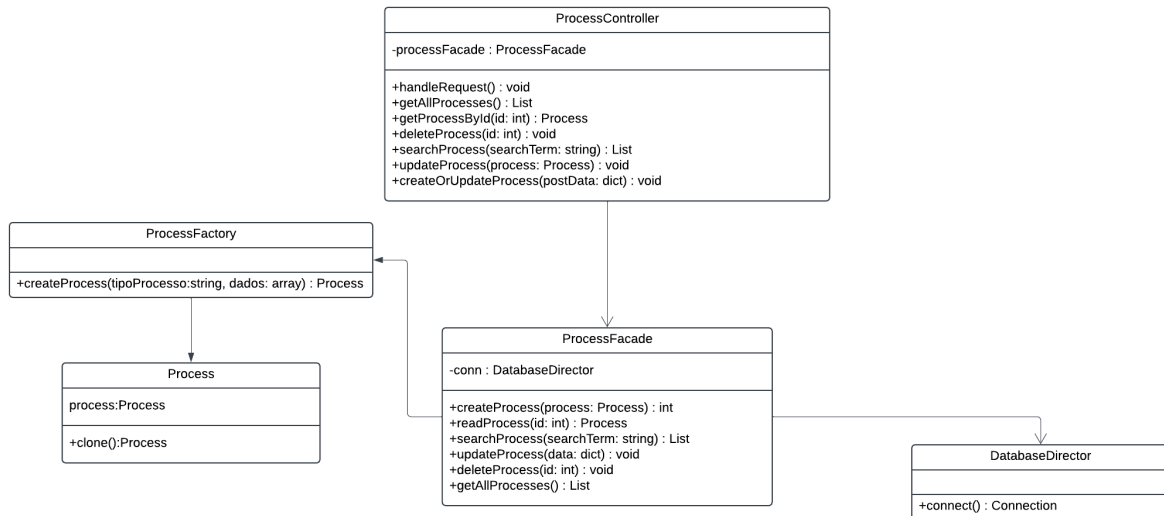 ProcessController
-processFacade : ProcessFacade
+handleRequest() : void
+getAllProcesses() : List
+getProcessById(id: int) : Process
+deleteProcess(id: int) : void
+searchProcess(searchTerm: string) : List
+updateProcess(process: Process) : void
+createOrUpdateProcess(postData: dict) : void
ProcessFactory
+createProcess(tipoProcesso:string, dados: array) : Process
Process
process:Process
+clone():Process
ProcessFacade
-conn : DatabaseDirector
+createProcess(process: Process) : int
+readProcess(id: int) : Process
+searchProcess(searchTerm: string) : List
+updateProcess(data: dict) : void
+deleteProcess(id: int) : void
+getAllProcesses() : List
DatabaseDirector
+connect() : Connection